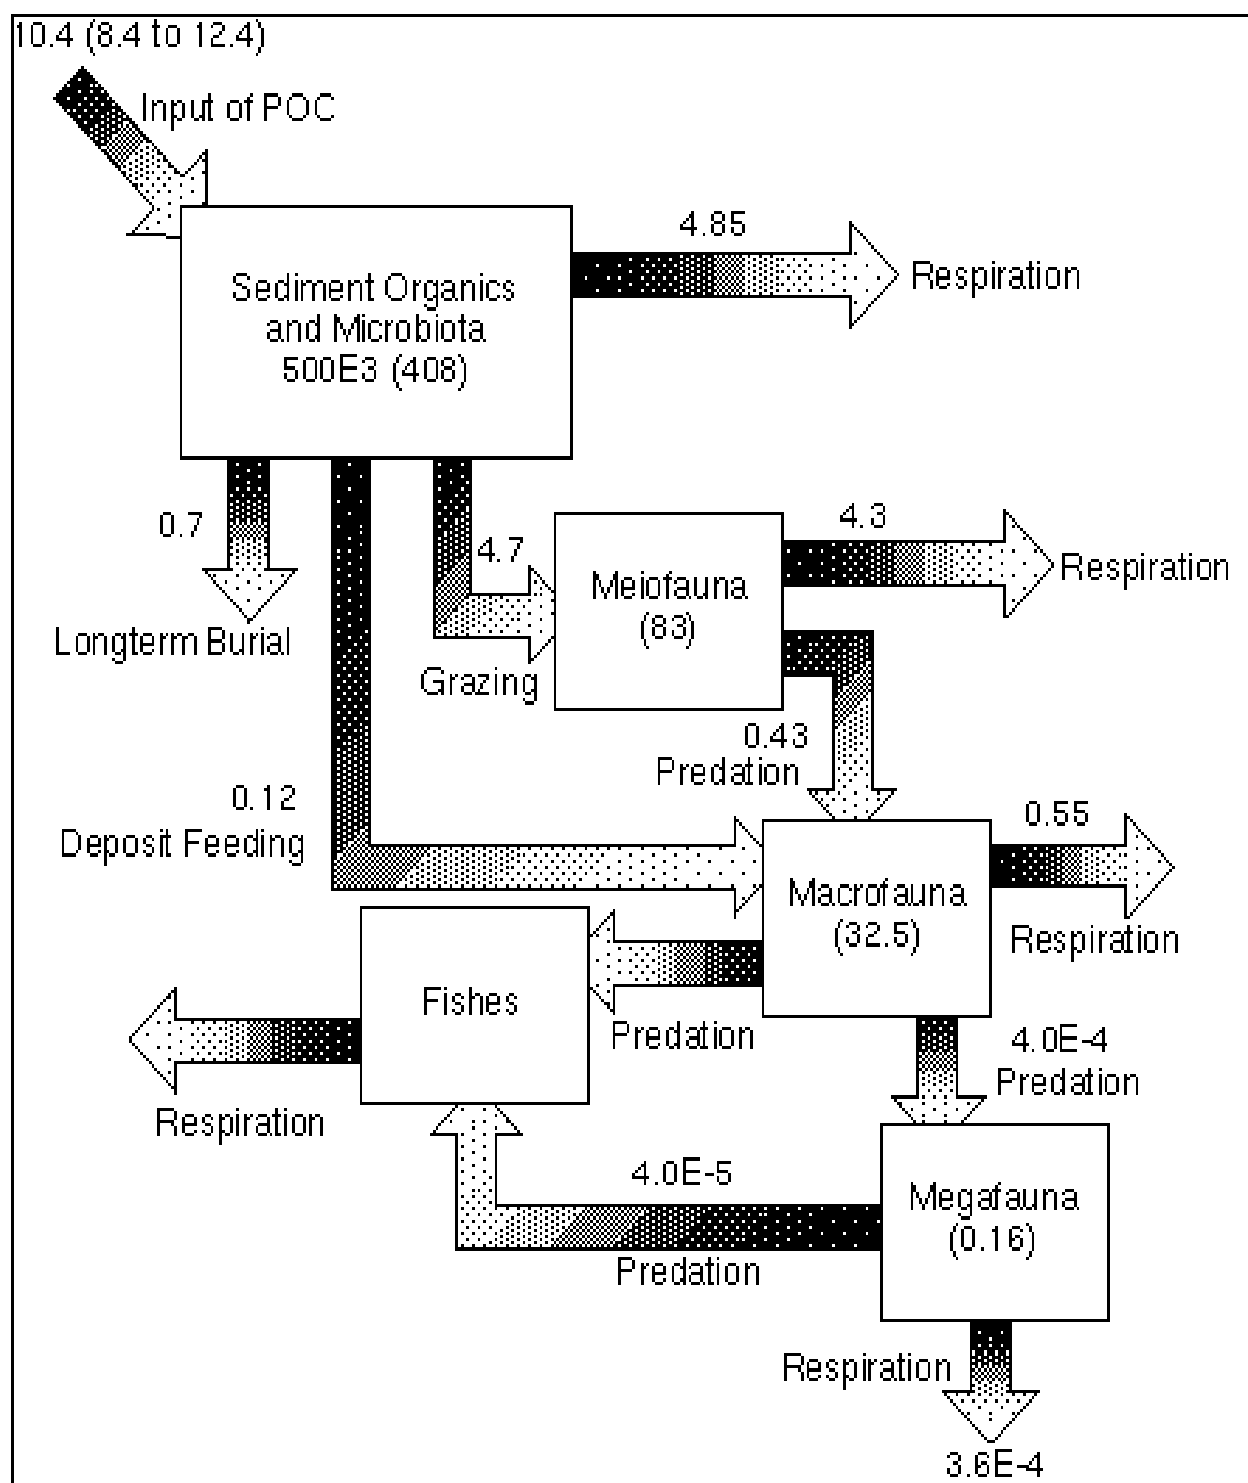 10.4 (8.4 to 12.4)
Input of POC
4.85
Respiration
Sediment Organics
and Microbiota
500E3 (408)
0.7
Longterm Burial
4.7
Grazing
Meiofauna
(83)
4.3
Respiration
0.43
Predation
0.12
Deposit Feeding
0.55
Respiration
Macrofauna
(32.5)
Fishes
Predation
Respiration
4.0E-4
Predation
4.0E-5
Predation
Megafauna
(0.16)
Respiration
3.6E-4